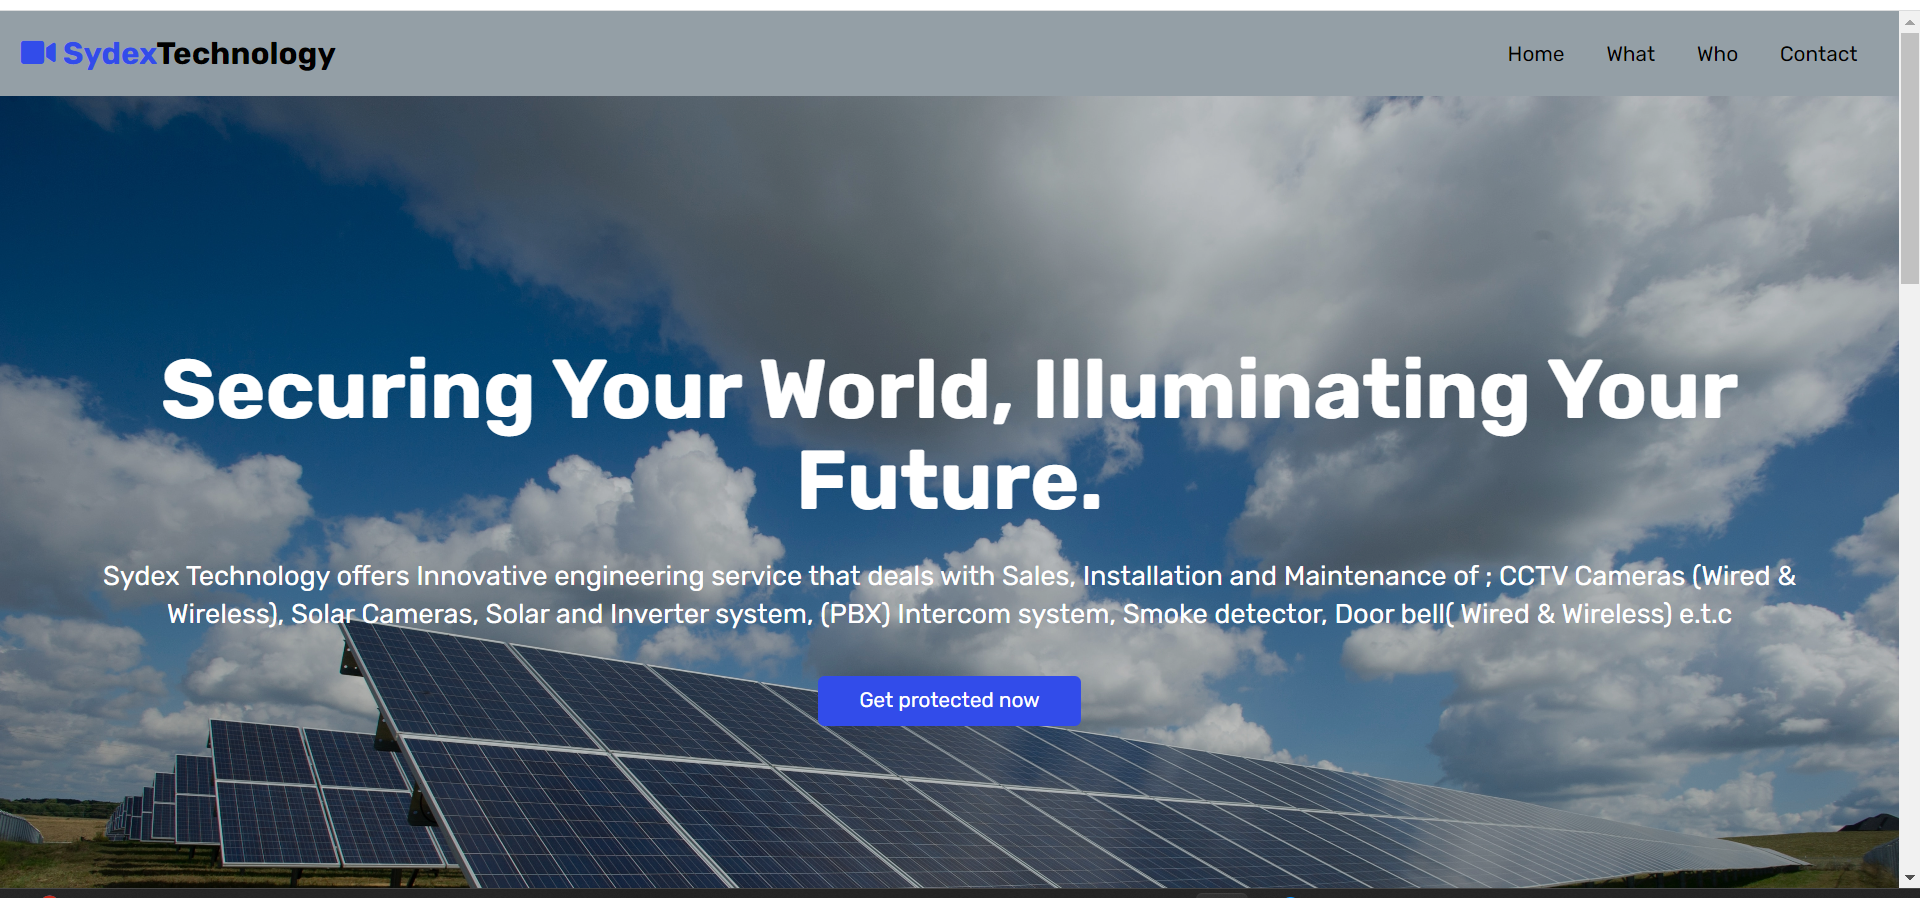 SydexTechnology
Home What Who Contact
Securing Your World, Illuminating Your
Future.
Sydex Technology offers Innovative engineering service that deals with Sales, Installation and Maintenance of ; CCTV Cameras (Wired &
Wireless), Solar Cameras, Solar and Inverter system, (PBX) Intercom system, Smoke detector, Door bell( Wired & Wireless) e.t.c
Get protected now